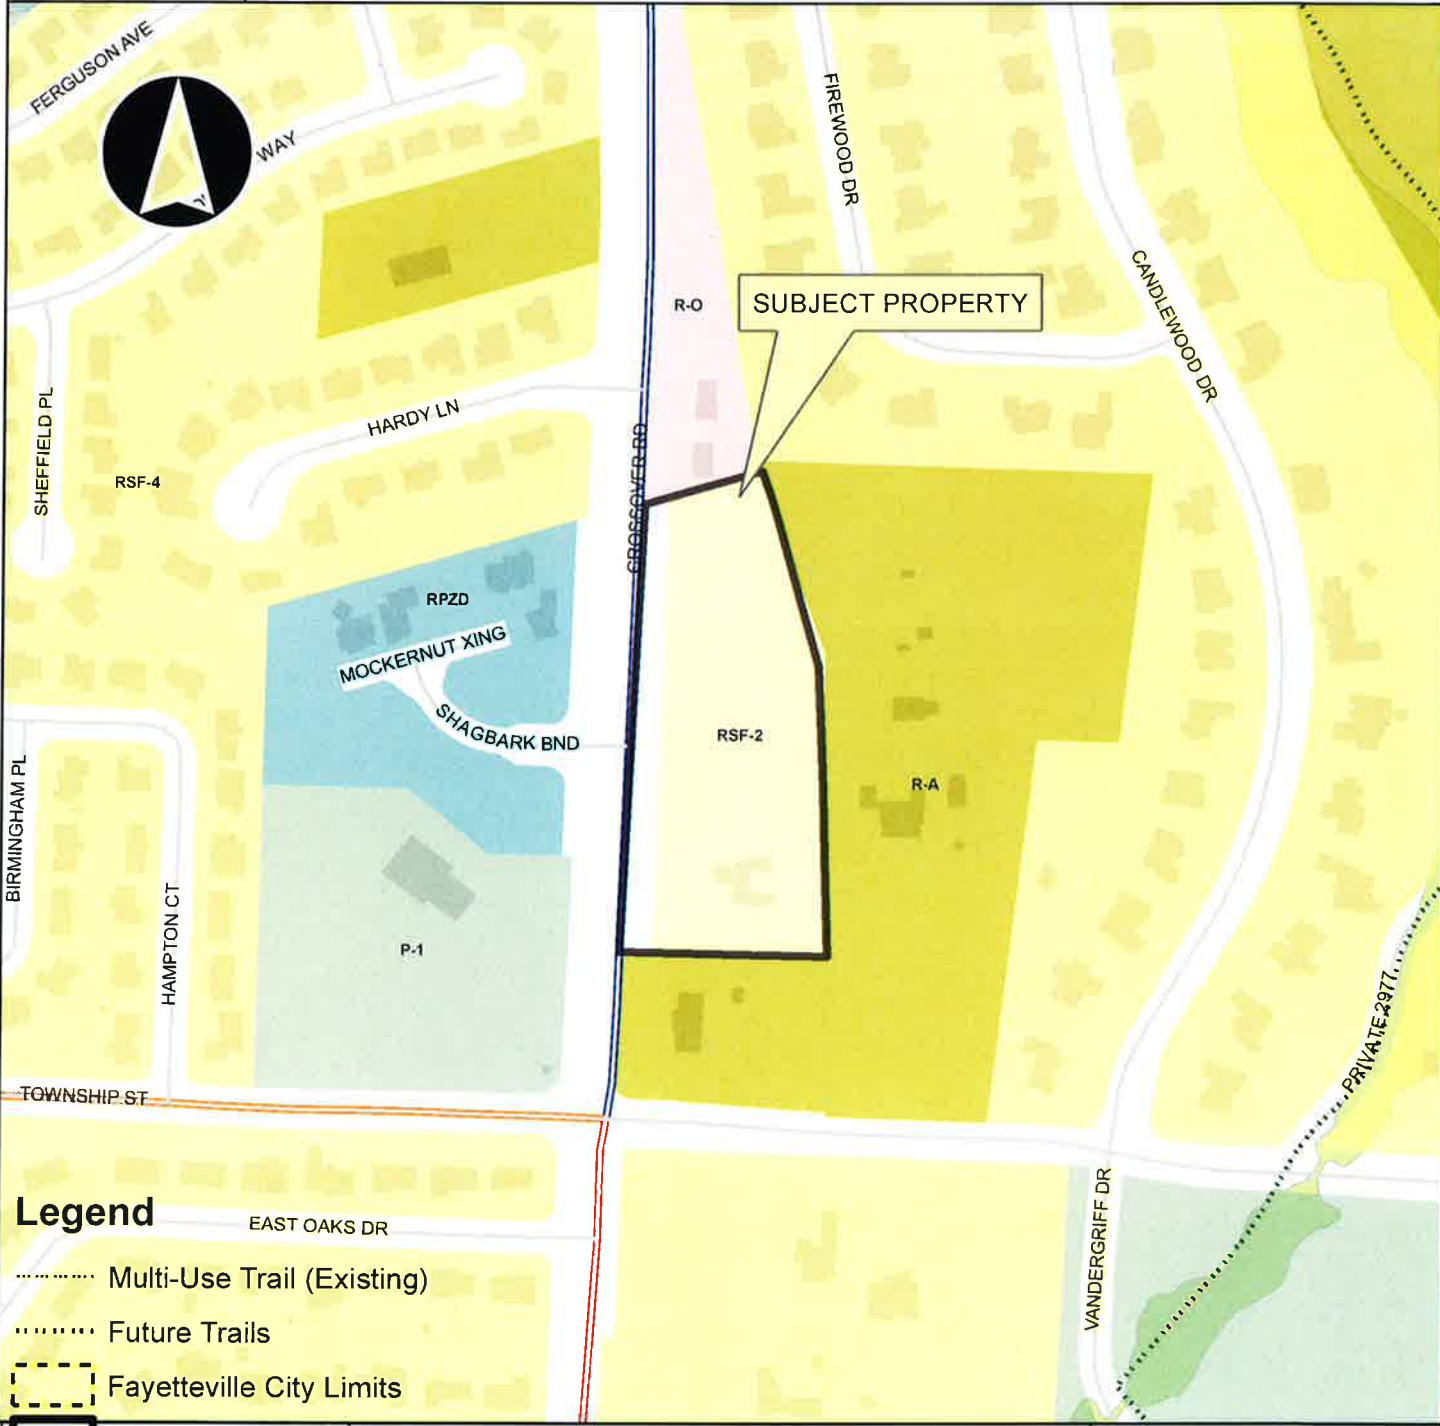 FERGUSON AVE
WAY
FIREWOOD DR
CANDLEWOOD DR
R-O
SUBJECT PROPERTY
SHEFFIELD PL
HARDY LN
CROSSOVER RD
RSF-4
RPZD
MOCKERNUT XING
SHAGBARK BND
RSF-2
R-A
BIRMINGHAM PL
HAMPTON CT
P-1
PRIVATE 2977
TOWNSHIP ST
VANDERGRIFF DR
EAST OAKS DR
Legend
Multi-Use Trail (Existing)
Future Trails
Fayetteville City Limits